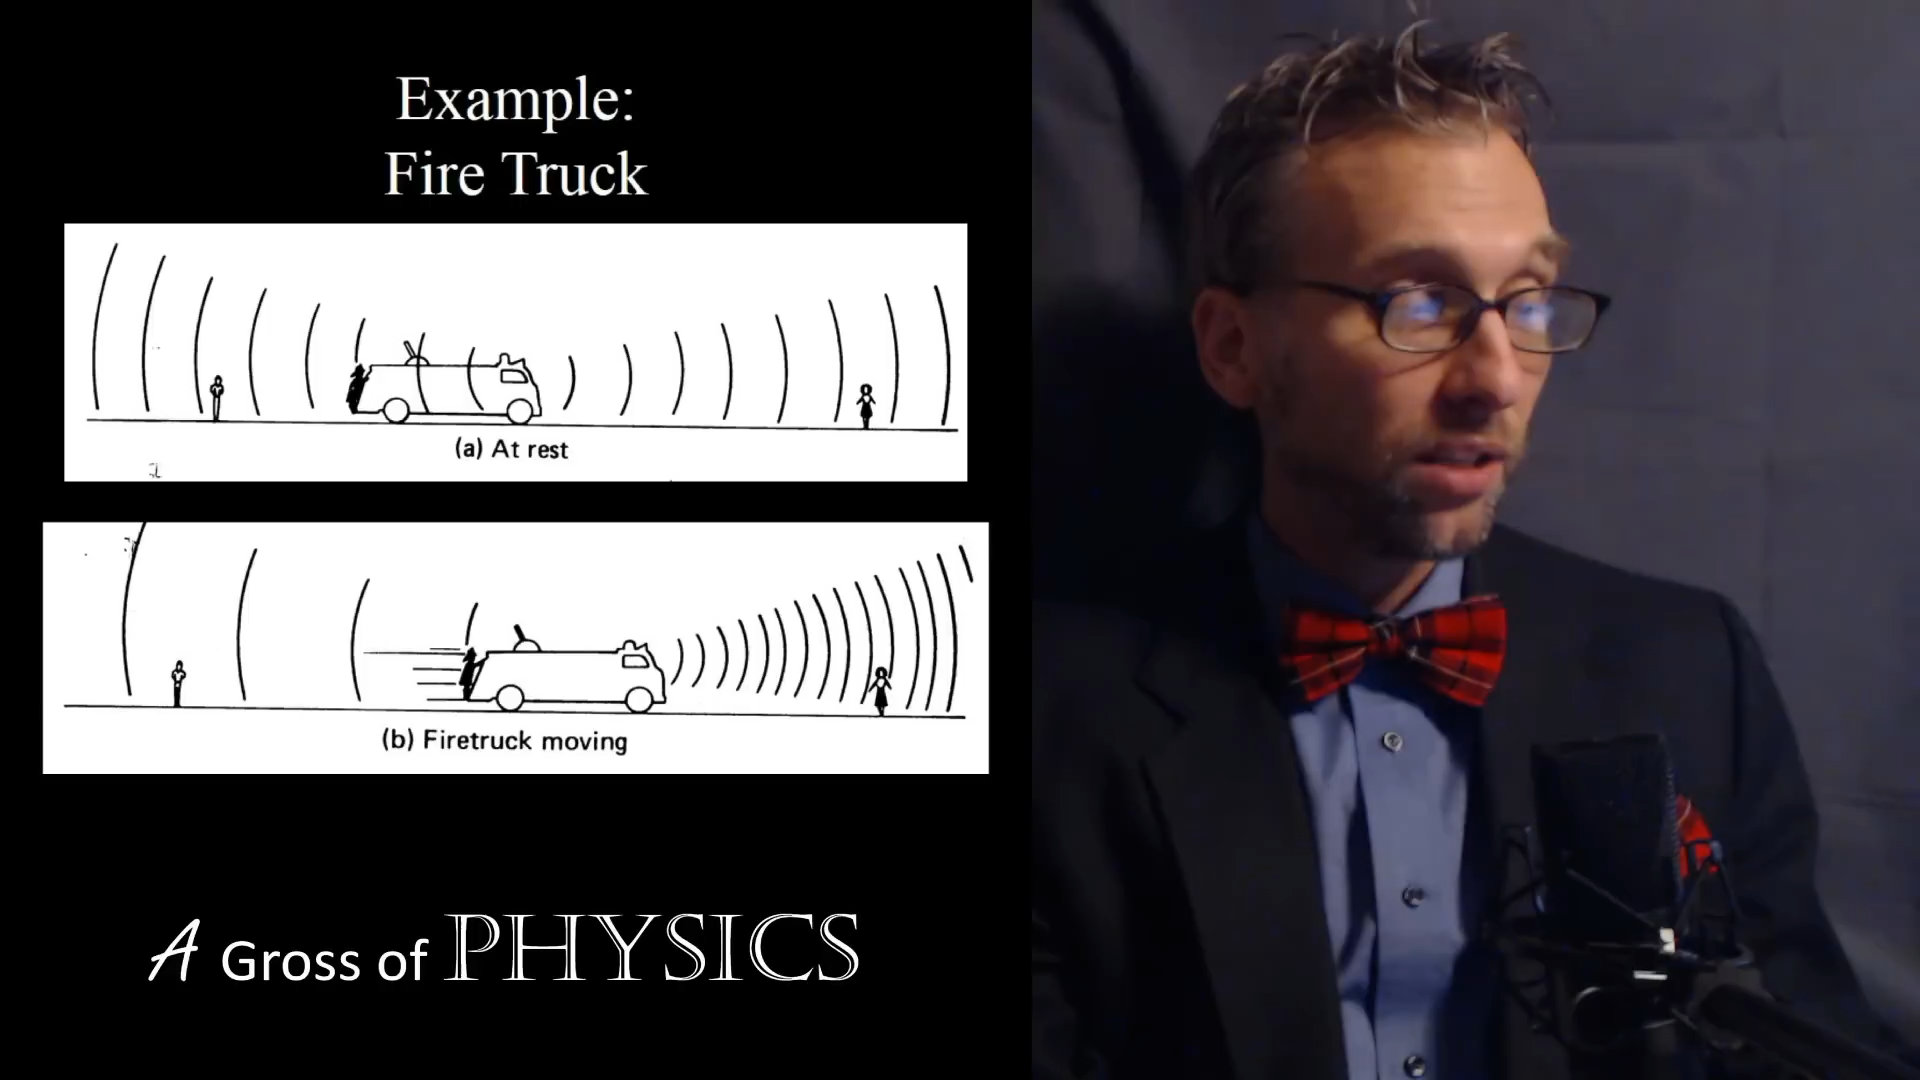 Example:
Fire Truck
(a) At rest
(b) Firetruck moving
A Gross of PHYSICS